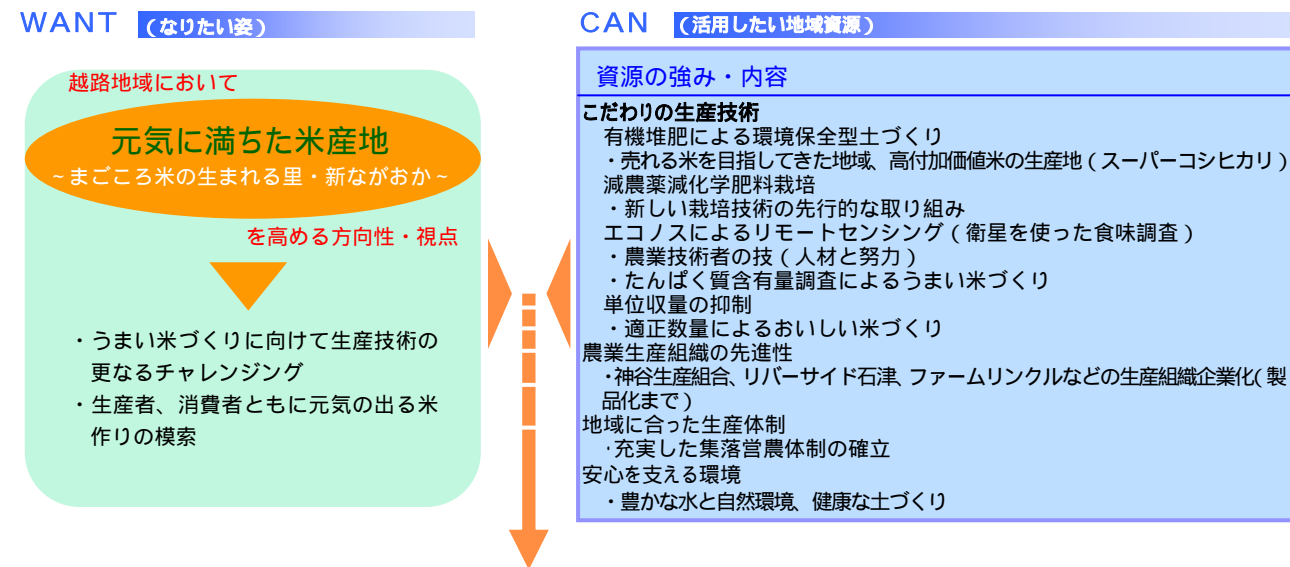 WANT (なりたい姿)
越路地域において
元気に満ちた米産地
~まごころ米の生まれる里・新ながおか~
を高める方向性・視点
・うまい米づくりに向けて生産技術の
更なるチャレンジング
・生産者、消費者ともに元気の出る米
作りの模索
CAN (活用したい地域資源)
資源の強み・内容
こだわりの生産技術
有機堆肥による環境保全型土づくり
・売れる米を目指してきた地域、高付加価値米の生産地(スーパーコシヒカリ)
減農薬減化学肥料栽培
・新しい栽培技術の先行的な取り組み
エコノスによるリモートセンシング(衛星を使った食味調査)
・農業技術者の技(人材と努力)
・たんぱく質含有量調査によるうまい米づくり
単位収量の抑制
・適正数量によるおいしい米づくり
農業生産組織の先進性
・神谷生産組合、リバーサイド石津、ファームリンクルなどの生産組織企業化(製
品化まで)
地域に合った生産体制
・充実した集落営農体制の確立
安心を支える環境
・豊かな水と自然環境、健康な土づくり